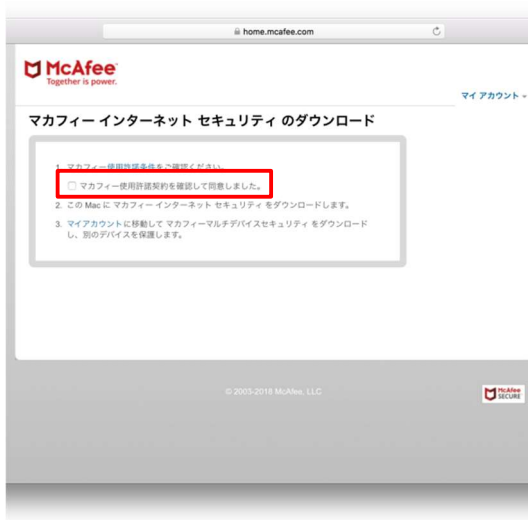 home.mcafee.com
McAfee
Together is power.
マイ アカウント
マカフィー インターネット セキュリティ のダウンロード
1. マカフィー使用許諾条件をご確認ください。
マカフィー使用許諾契約を確認して同意しました。
2. この Mac に マカフィー インターネット セキュリティ をダウンロードします。
3. マイアカウントに移動して マカフィーマルチデバイスセキュリティ をダウンロード
し、別のデバイスを保護します。
© 2003-2018 McAfee, LLC
McAfee
SECURE